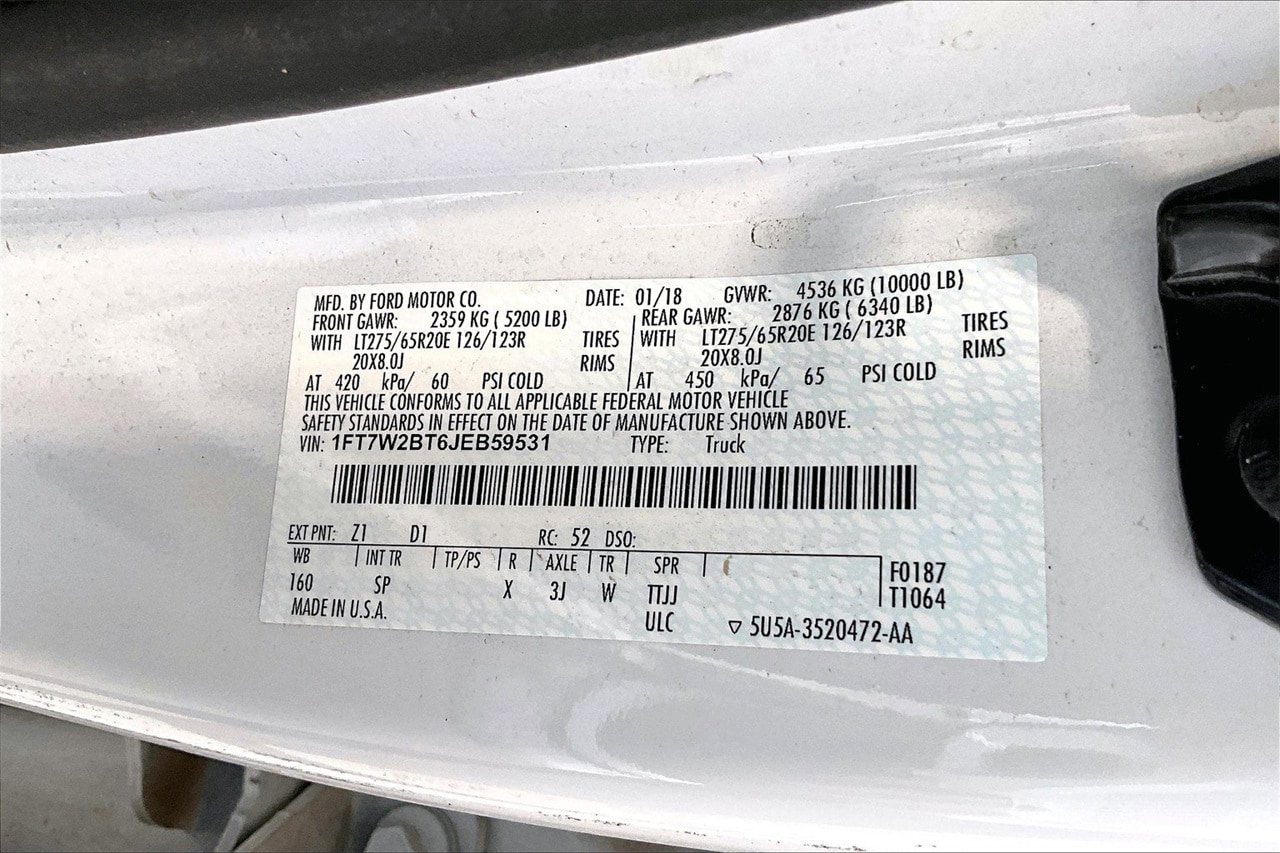 MFD. BY FORD MOTOR CO. DATE: 01/18 GVWR: 4536 KG (10000 LB)
FRONT GAWR: 2359 KG ( 5200 LB) REAR GAWR: 2876 KG ( 6340 LB)
WITH LT275/65R20E 126/123R TIRES WITH LT275/65R20E 126/123R TIRES
20X8.0J RIMS 20X8.0J RIMS
AT 420 kPa/ 60 PSI COLD AT 450 kPa/ 65 PSI COLD
THIS VEHICLE CONFORMS TO ALL APPLICABLE FEDERAL MOTOR VEHICLE
SAFETY STANDARDS IN EFFECT ON THE DATE OF MANUFACTURE SHOWN ABOVE.
VIN: 1FT7W2BT6JEB59531 TYPE: Truck
EXT PNT: Z1 D1 RC: 52 DSO:
WB INT TR TP/PS R AXLE TR SPR F0187
160 SP X 3J W TTJJ T1064
MADE IN U.S.A. ULC ▽ 5U5A-3520472-AA